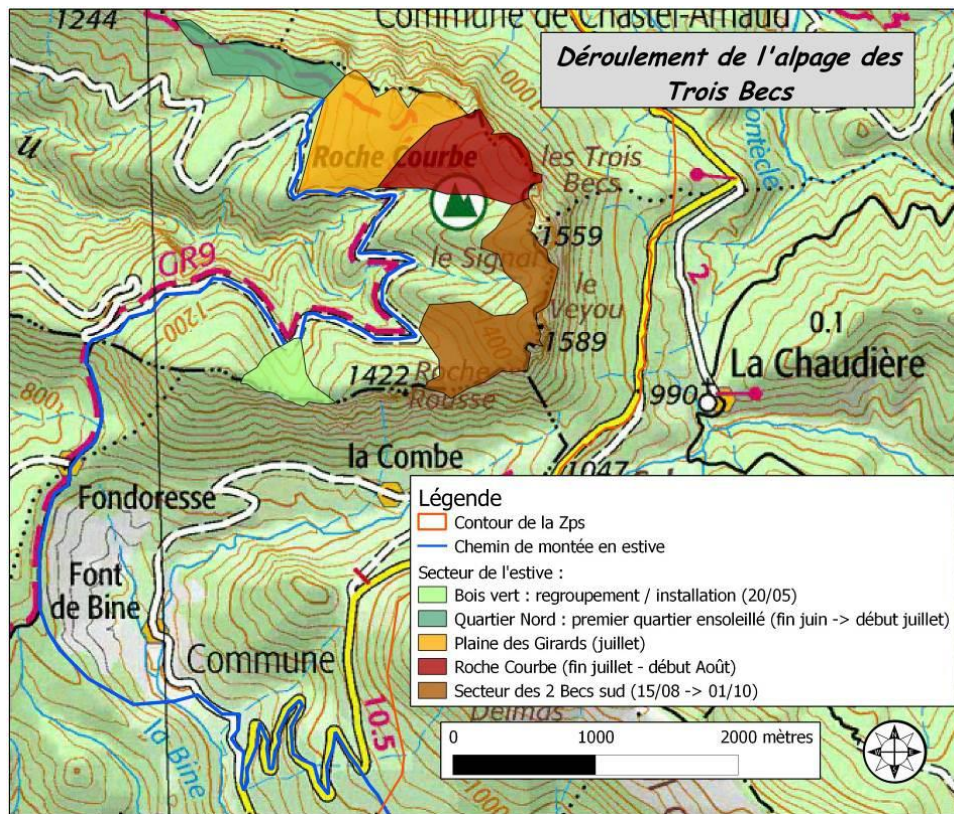 Commune de Chastel-Arnaud
1244
Déroulement de l'alpage des
Trois Becs
u
Roche Courbe
les Trois
Becs
1559
le Signal
le
Veyou
1589
GR9
1200
400
1422
Roche
Rousse
1000
2
0.1
La Chaudière
990
800
la Combe
1047
Fondoresse
Font
de Bine
Commune
la Bine
10.5
Delmas
1000
Légende
Contour de la Zps
Chemin de montée en estive
Secteur de l'estive :
Bois vert : regroupement / installation (20/05)
Quartier Nord : premier quartier ensoleillé (fin juin -> début juillet)
Plaine des Girards (juillet)
Roche Courbe (fin juillet - début Août)
Secteur des 2 Becs sud (15/08 -> 01/10)
0 1000 2000 mètres